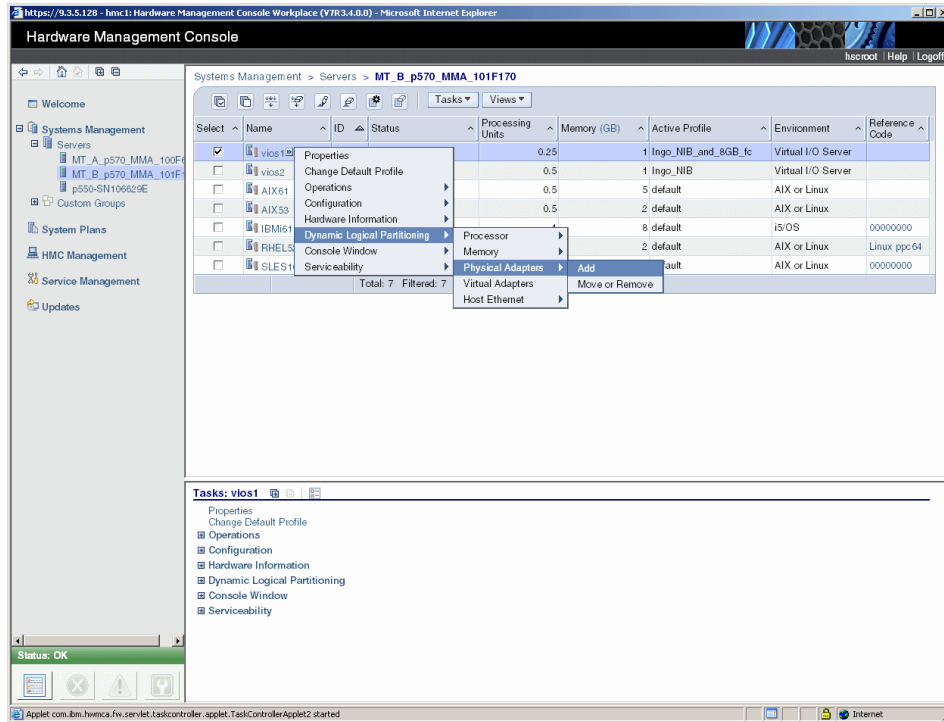 https://9.3.5.128 - hmc1: Hardware Management Console Workplace (V7R3.4.0.0) - Microsoft Internet Explorer
Hardware Management Console
hscroot | Help | Logoff
Welcome
Systems Management
Servers
MT_A_p570_MMA_100F6
MT_B_p570_MMA_101F1
p550-SN106629E
Custom Groups
System Plans
HMC Management
Service Management
Updates
Status: OK
Systems Management > Servers > MT_B_p570_MMA_101F170
Tasks Views
Select Name ID Status Processing Units Memory (GB) Active Profile Environment Reference Code
vios1 0.25 1 Ingo_NIB_and_8GB_fc Virtual I/O Server
vios2 0.5 1 Ingo_NIB Virtual I/O Server
AIX61 0.5 5 default AIX or Linux
AIX53 0.5 2 default AIX or Linux
IBMi61 8 default i5/OS 00000000
RHEL52 2 default AIX or Linux Linux ppc64
SLES10 AIX or Linux 00000000
Total: 7 Filtered: 7
Properties
Change Default Profile
Operations
Configuration
Hardware Information
Dynamic Logical Partitioning
Console Window
Serviceability
Processor
Memory
Physical Adapters
Virtual Adapters
Host Ethernet
Add
Move or Remove
Tasks: vios1
Properties
Change Default Profile
Operations
Configuration
Hardware Information
Dynamic Logical Partitioning
Console Window
Serviceability
Applet com.ibm.hwmca.fw.servlet.taskcontroller.applet.TaskControllerApplet2 started
Internet